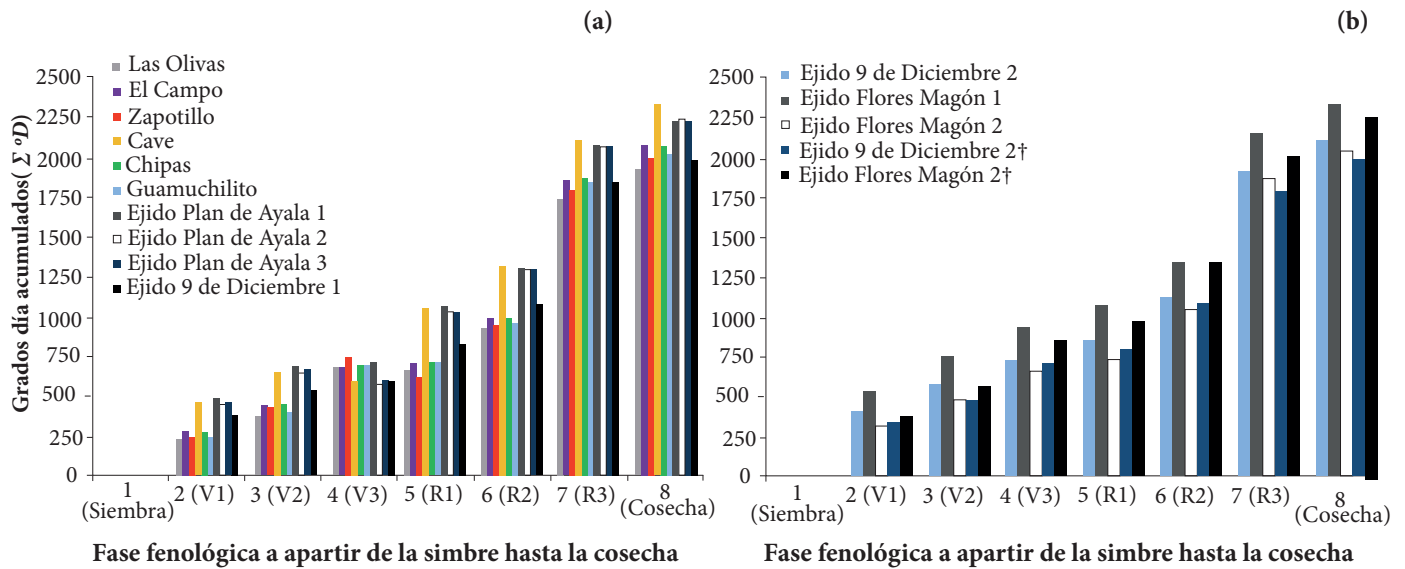 (a)
Grados día acumulados( Σ °D)
2500
2250
2000
1750
1500
1250
1000
750
500
250
0
Las Olivas
El Campo
Zapotillo
Cave
Chipas
Guamuchilito
Ejido Plan de Ayala 1
Ejido Plan de Ayala 2
Ejido Plan de Ayala 3
Ejido 9 de Diciembre 1
1
(Siembra)
2 (V1)
3 (V2)
4 (V3)
5 (R1)
6 (R2)
7 (R3)
8
(Cosecha)
Fase fenológica a apartir de la simbre hasta la cosecha
(b)
2500
2250
2000
1750
1500
1250
1000
750
500
250
0
Ejido 9 de Diciembre 2
Ejido Flores Magón 1
Ejido Flores Magón 2
Ejido 9 de Diciembre 2†
Ejido Flores Magón 2†
1
(Siembra)
2 (V1)
3 (V2)
4 (V3)
5 (R1)
6 (R2)
7 (R3)
8
(Cosecha)
Fase fenológica a apartir de la simbre hasta la cosecha